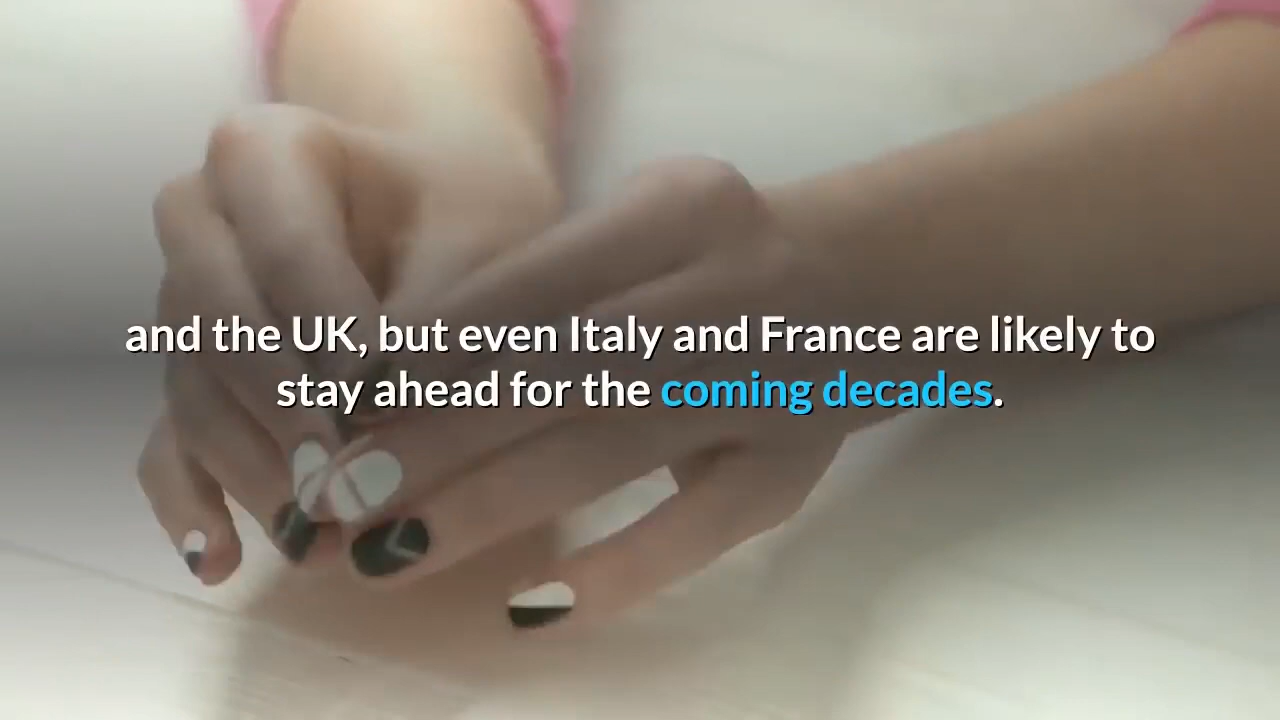 and the UK, but even Italy and France are likely to
stay ahead for the coming decades.